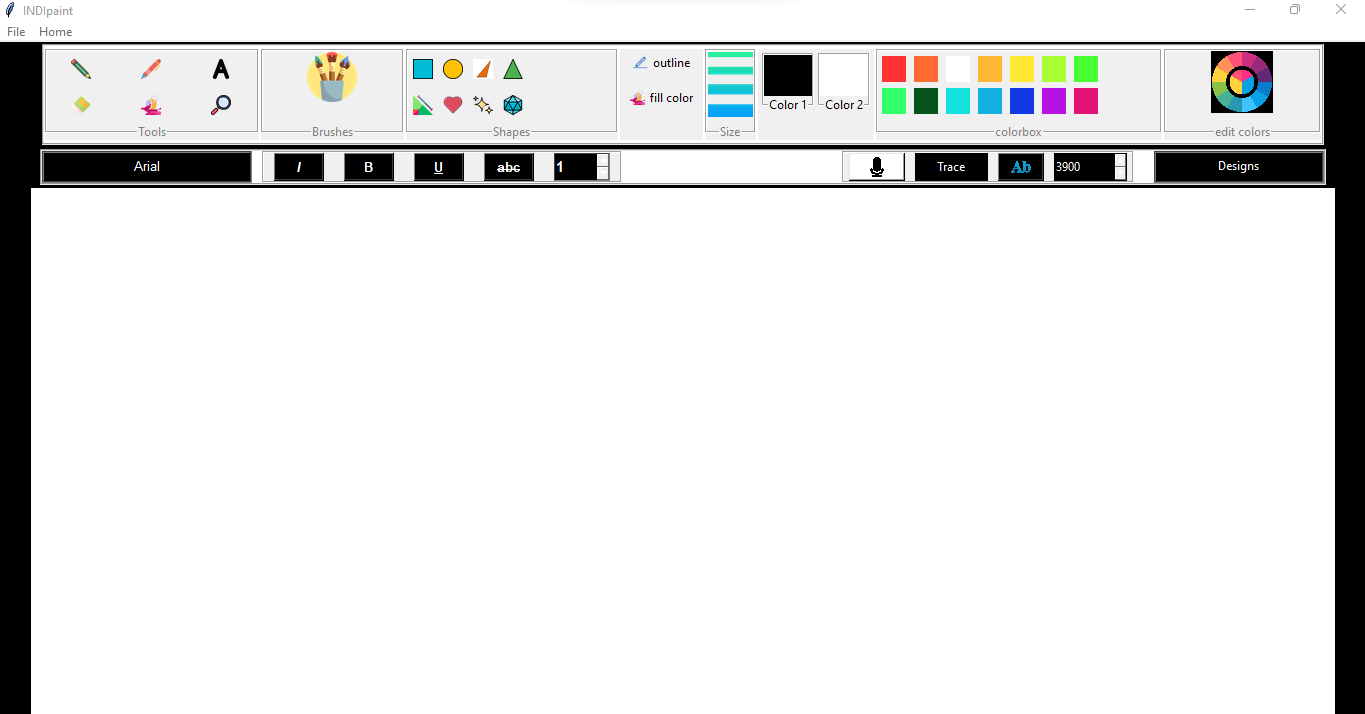 INDIpaint
File Home
A
outline
fill color
Tools
Brushes
Shapes
Size
Color 1
Color 2
colorbox
edit colors
Arial
I
B
U
abc
1
Trace
Ab
3900
Designs